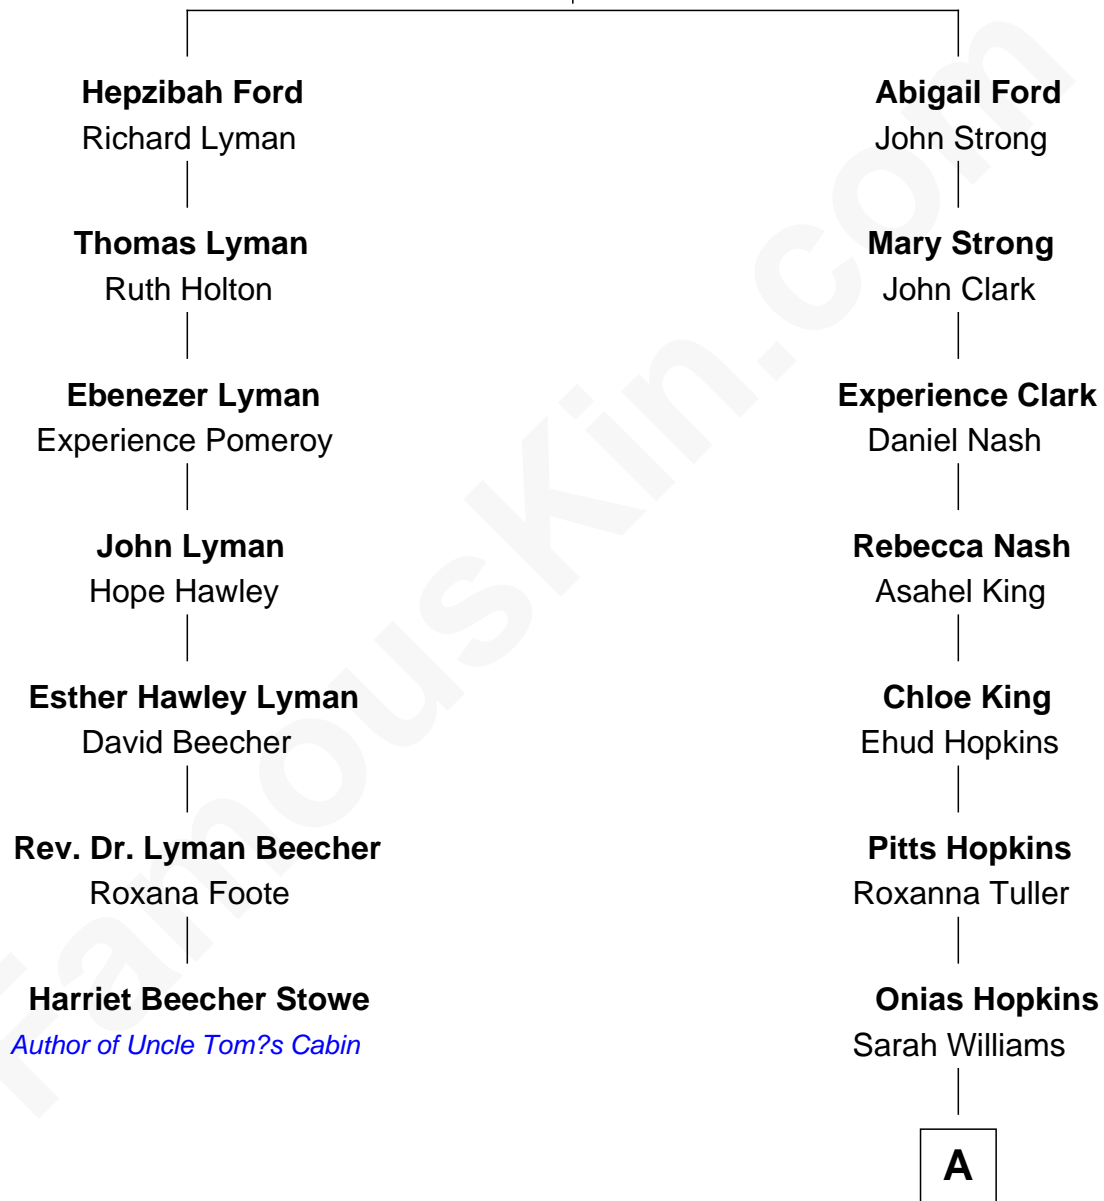 Hepzibah Ford
Richard Lyman
Thomas Lyman
Ruth Holton
Ebenezer Lyman
Experience Pomeroy
John Lyman
Hope Hawley
Esther Hawley Lyman
David Beecher
Rev. Dr. Lyman Beecher
Roxana Foote
Harriet Beecher Stowe
Author of Uncle Tom?s Cabin
Abigail Ford
John Strong
Mary Strong
John Clark
Experience Clark
Daniel Nash
Rebecca Nash
Asahel King
Chloe King
Ehud Hopkins
Pitts Hopkins
Roxanna Tuller
Onias Hopkins
Sarah Williams
A
FamousKin.com